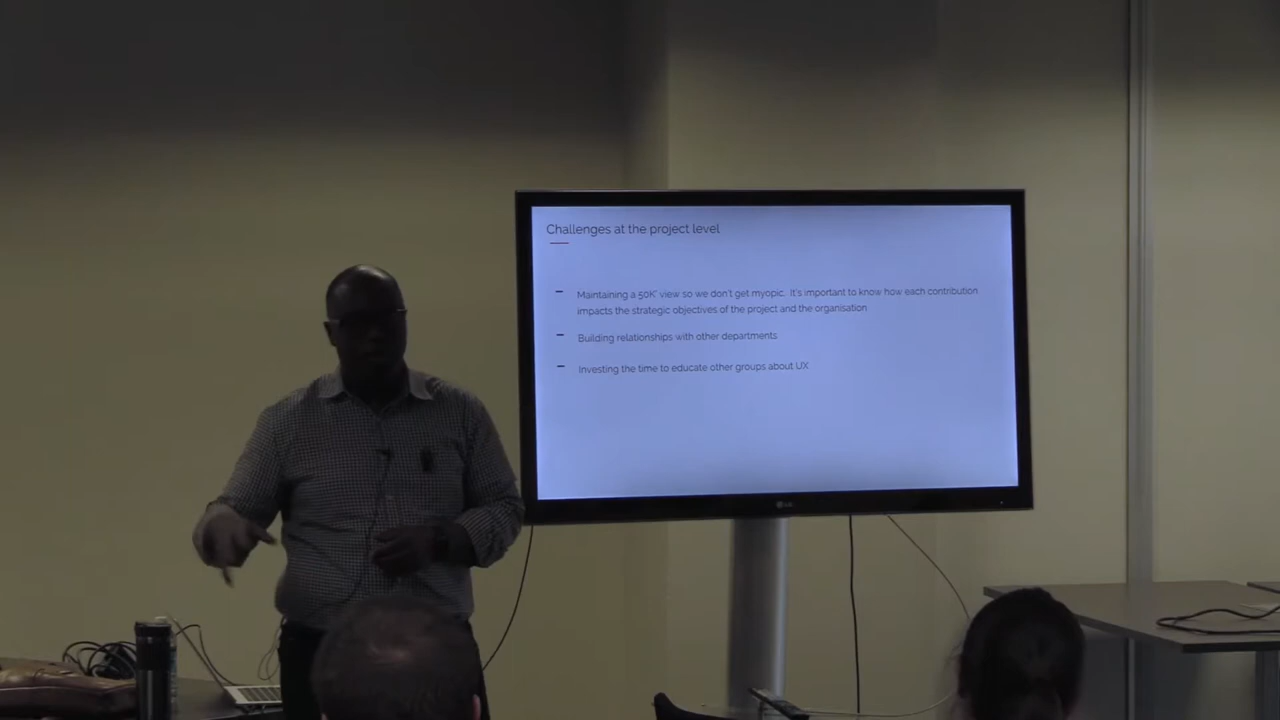 Challenges at the project level
Maintaining a 50K' view so we don't get myopic. It's important to know how each contribution
impacts the strategic objectives of the project and the organisation
Building relationships with other departments
Investing the time to educate other groups about UX
LG